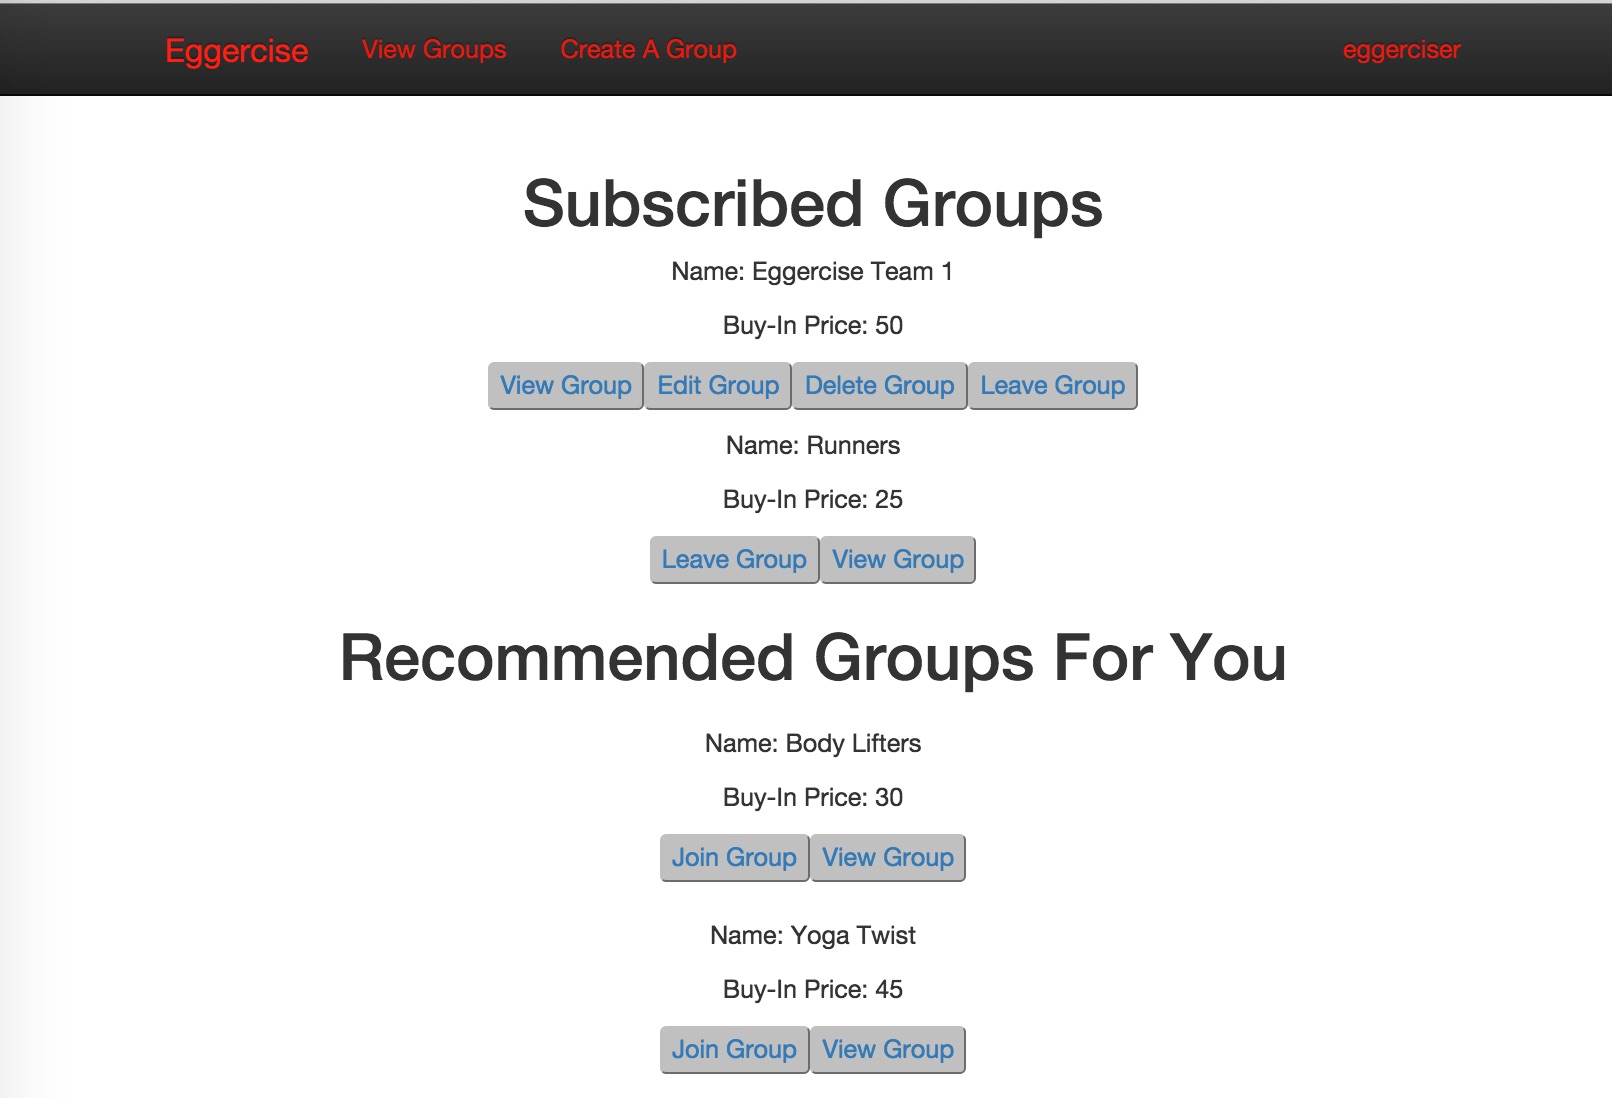 Eggercise View Groups Create A Group eggerciser
Subscribed Groups
Name: Eggercise Team 1
Buy-In Price: 50
View Group Edit Group Delete Group Leave Group
Name: Runners
Buy-In Price: 25
Leave Group View Group
Recommended Groups For You
Name: Body Lifters
Buy-In Price: 30
Join Group View Group
Name: Yoga Twist
Buy-In Price: 45
Join Group View Group